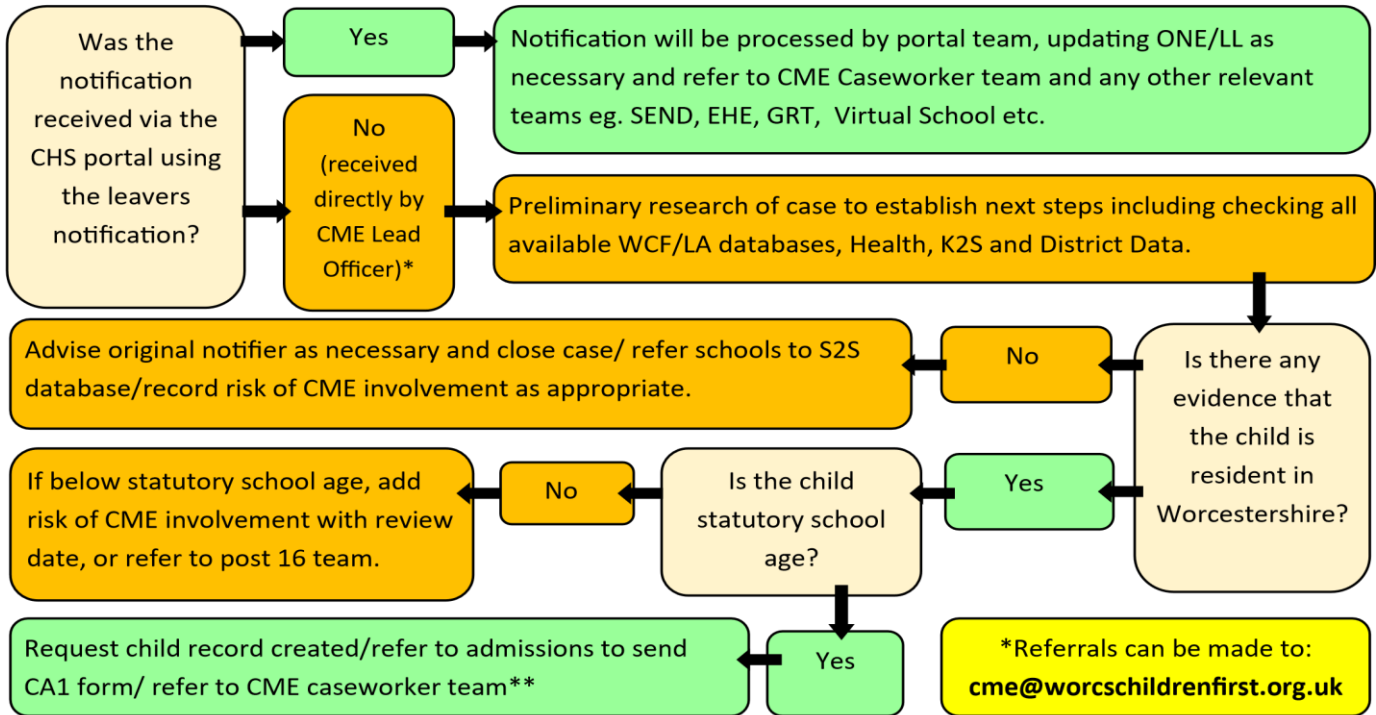 Was the
notification
received via the
CHS portal using
the leavers
notification?
Yes
Notification will be processed by portal team, updating ONE/LL as
necessary and refer to CME Caseworker team and any other relevant
teams eg. SEND, EHE, GRT, Virtual School etc.
No
(received
directly by
CME Lead
Officer)*
Preliminary research of case to establish next steps including checking all
available WCF/LA databases, Health, K2S and District Data.
Is there any
evidence that
the child is
resident in
Worcestershire?
No
Advise original notifier as necessary and close case/ refer schools to S2S
database/record risk of CME involvement as appropriate.
Yes
Is the child
statutory school
age?
No
If below statutory school age, add
risk of CME involvement with review
date, or refer to post 16 team.
Yes
Request child record created/refer to admissions to send
CA1 form/ refer to CME caseworker team**
*Referrals can be made to:
cme@worcschildrenfirst.org.uk